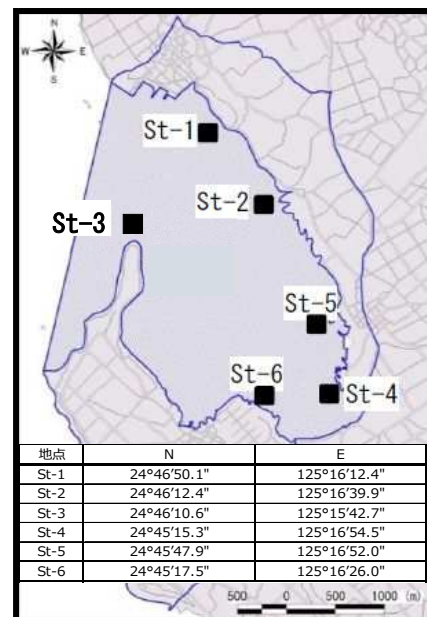 N
W E
S
St-1
St-2
St-3
St-5
St-6
St-4
地点 N E
St-1 24°46′50.1" 125°16′12.4"
St-2 24°46′12.4" 125°16′39.9"
St-3 24°46′10.6" 125°15′42.7"
St-4 24°45′15.3" 125°16′54.5"
St-5 24°45′47.9" 125°16′52.0"
St-6 24°45′17.5" 125°16′26.0"
500 0 500 1000 (m)